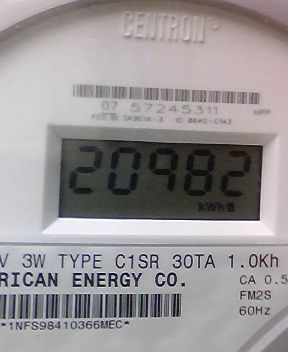 CENTRON®
07 57245311
20982
kWh
V 3W TYPE C1SR 30TA 1.0Kh
RICAN ENERGY CO. CA 0.5
FM2S
60Hz
*1NFS98410366MEC*